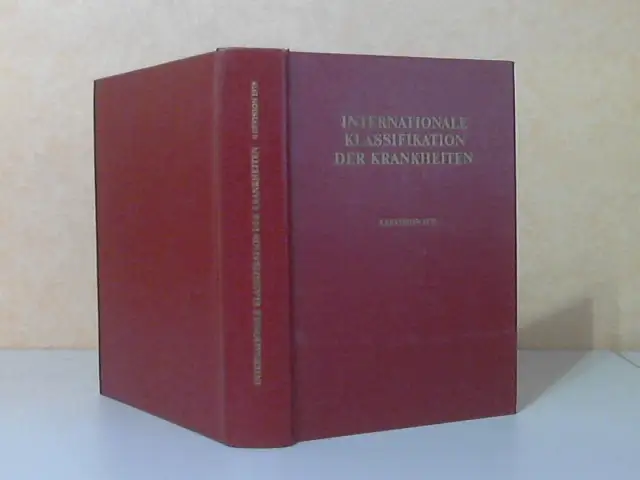 INTERNATIONALE
KLASSIFIKATION
DER KRANKHEITEN
INTERNATIONALE KLASSIFIKATION DER KRANKHEITEN